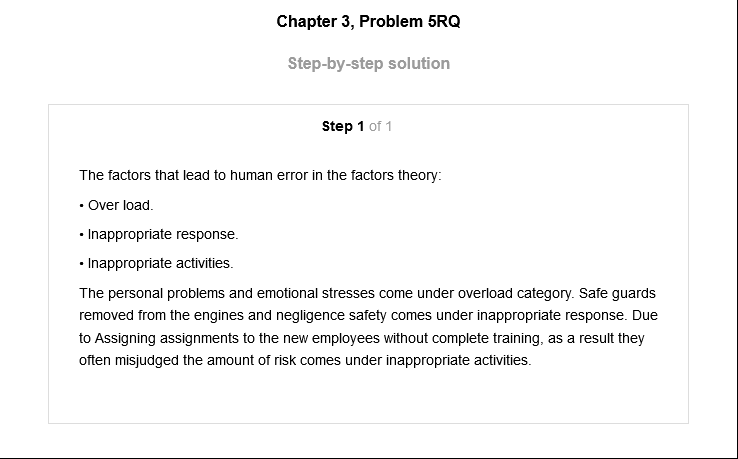 Chapter 3, Problem 5RQ
Step-by-step solution
Step 1 of 1
The factors that lead to human error in the factors theory:
• Over load.
• Inappropriate response.
• Inappropriate activities.
The personal problems and emotional stresses come under overload category. Safe guards
removed from the engines and negligence safety comes under inappropriate response. Due
to Assigning assignments to the new employees without complete training, as a result they
often misjudged the amount of risk comes under inappropriate activities.